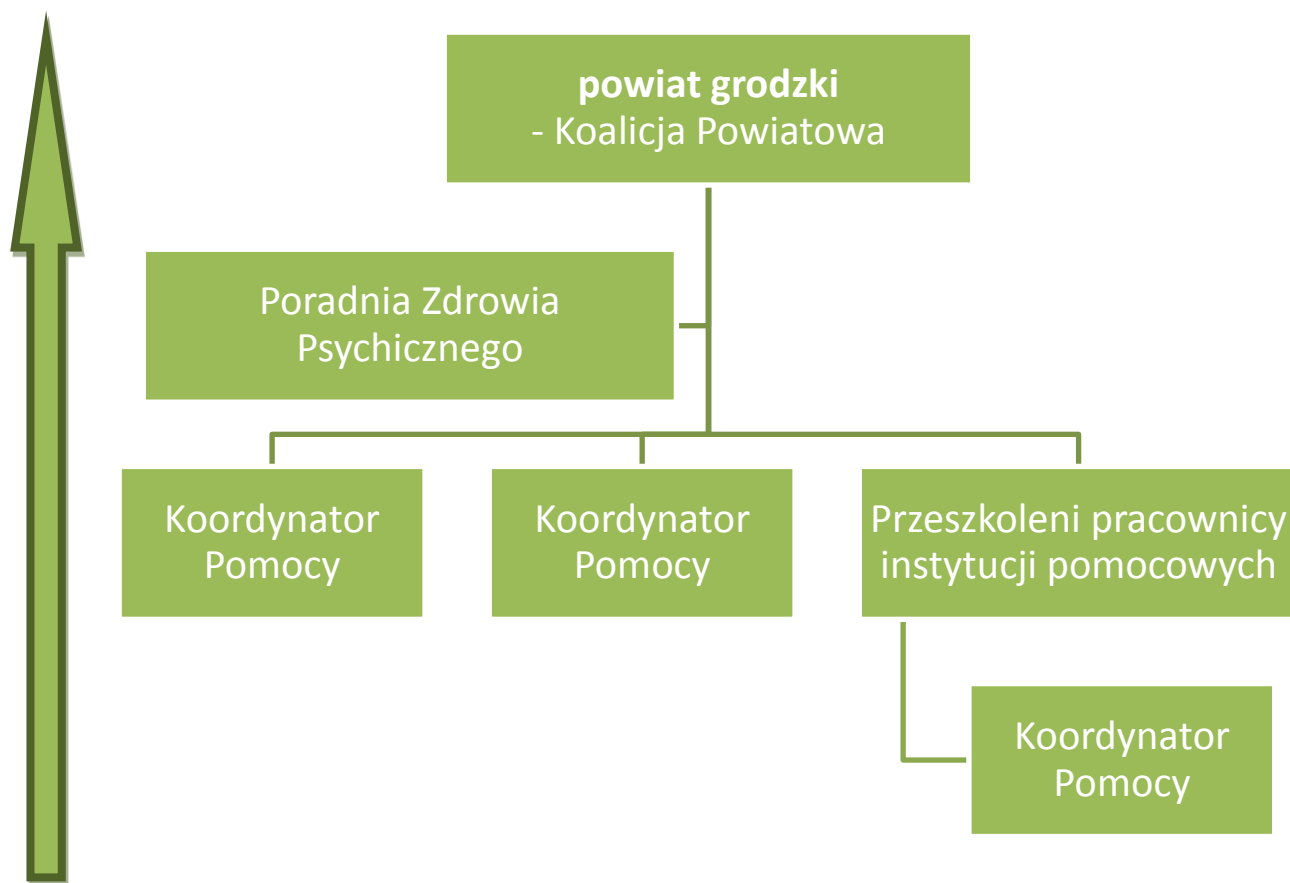 powiat grodzki
- Koalicja Powiatowa
Poradnia Zdrowia
Psychicznego
Koordynator
Pomocy
Koordynator
Pomocy
Przeszkoleni pracownicy
instytucji pomocowych
Koordynator
Pomocy